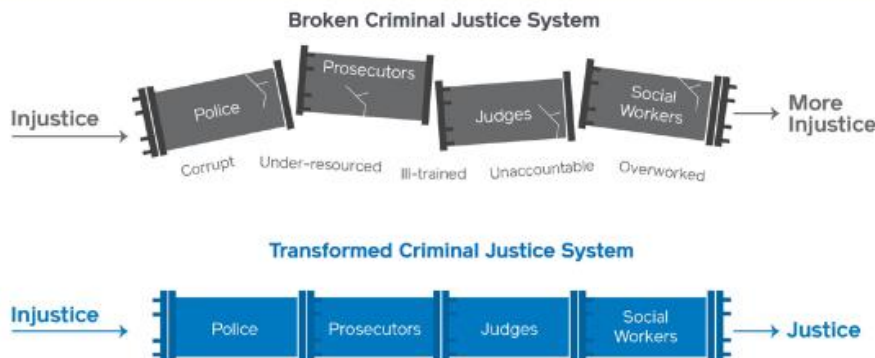 Broken Criminal Justice System
Injustice
Police
Prosecutors
Judges
Social
Workers
More
Injustice
Corrupt
Under-resourced
Ill-trained
Unaccountable
Overworked
Transformed Criminal Justice System
Injustice
Police
Prosecutors
Judges
Social
Workers
Justice